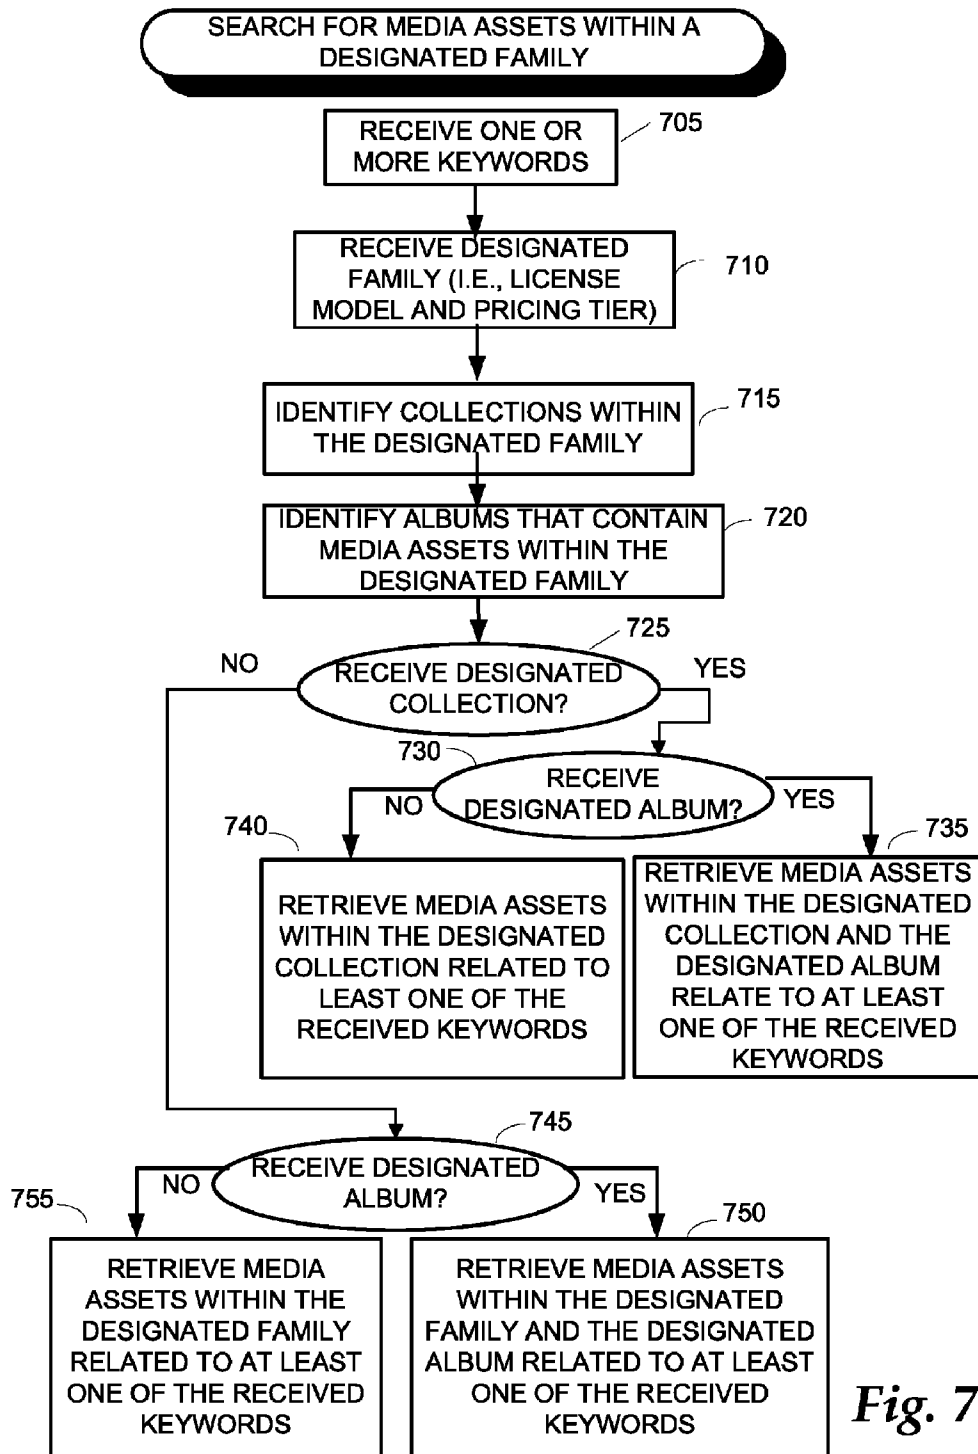 SEARCH FOR MEDIA ASSETS WITHIN A
DESIGNATED FAMILY
RECEIVE ONE OR
MORE KEYWORDS
705
RECEIVE DESIGNATED
FAMILY (I.E., LICENSE
MODEL AND PRICING TIER)
710
IDENTIFY COLLECTIONS WITHIN
THE DESIGNATED FAMILY
715
IDENTIFY ALBUMS THAT CONTAIN
MEDIA ASSETS WITHIN THE
DESIGNATED FAMILY
720
725
NO
RECEIVE DESIGNATED
COLLECTION?
YES
730
RECEIVE
DESIGNATED ALBUM?
NO
YES
740
RETRIEVE MEDIA ASSETS
WITHIN THE DESIGNATED
COLLECTION RELATED TO
LEAST ONE OF THE
RECEIVED KEYWORDS
735
RETRIEVE MEDIA ASSETS
WITHIN THE DESIGNATED
COLLECTION AND THE
DESIGNATED ALBUM
RELATE TO AT LEAST
ONE OF THE RECEIVED
KEYWORDS
745
RECEIVE DESIGNATED
ALBUM?
NO
YES
755
RETRIEVE MEDIA
ASSETS WITHIN THE
DESIGNATED FAMILY
RELATED TO AT LEAST
ONE OF THE RECEIVED
KEYWORDS
750
RETRIEVE MEDIA ASSETS
WITHIN THE DESIGNATED
FAMILY AND THE DESIGNATED
ALBUM RELATED TO AT LEAST
ONE OF THE RECEIVED
KEYWORDS
Fig. 7